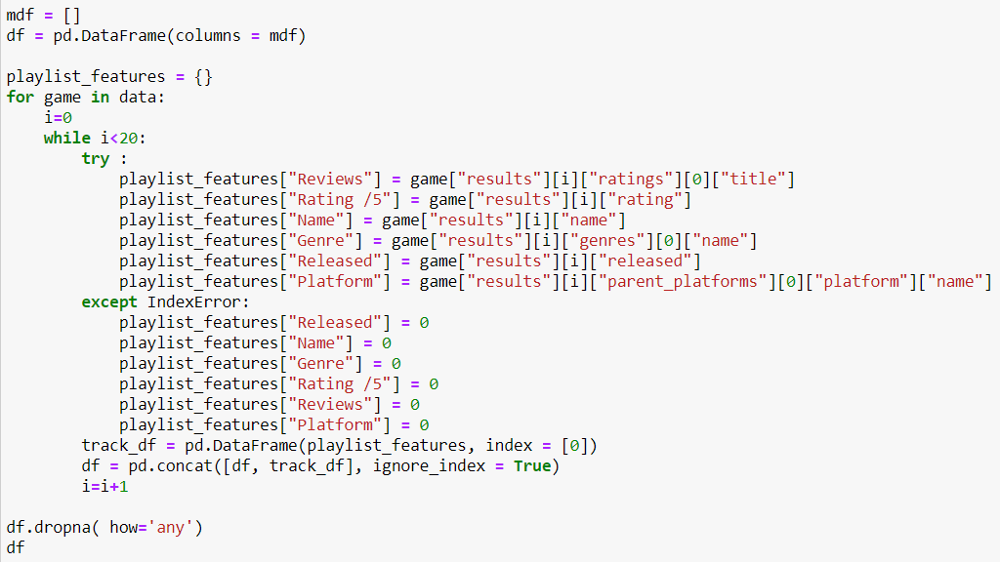 mdf = []
df = pd.DataFrame(columns = mdf)

playlist_features = {}
for game in data:
    i=0
    while i<20:
        try :
            playlist_features["Reviews"] = game["results"][i]["ratings"][0]["title"]
            playlist_features["Rating /5"] = game["results"][i]["rating"]
            playlist_features["Name"] = game["results"][i]["name"]
            playlist_features["Genre"] = game["results"][i]["genres"][0]["name"]
            playlist_features["Released"] = game["results"][i]["released"]
            playlist_features["Platform"] = game["results"][i]["parent_platforms"][0]["platform"]["name"]
        except IndexError:
            playlist_features["Released"] = 0
            playlist_features["Name"] = 0
            playlist_features["Genre"] = 0
            playlist_features["Rating /5"] = 0
            playlist_features["Reviews"] = 0
            playlist_features["Platform"] = 0
        track_df = pd.DataFrame(playlist_features, index = [0])
        df = pd.concat([df, track_df], ignore_index = True)
        i=i+1

df.dropna( how='any')
df